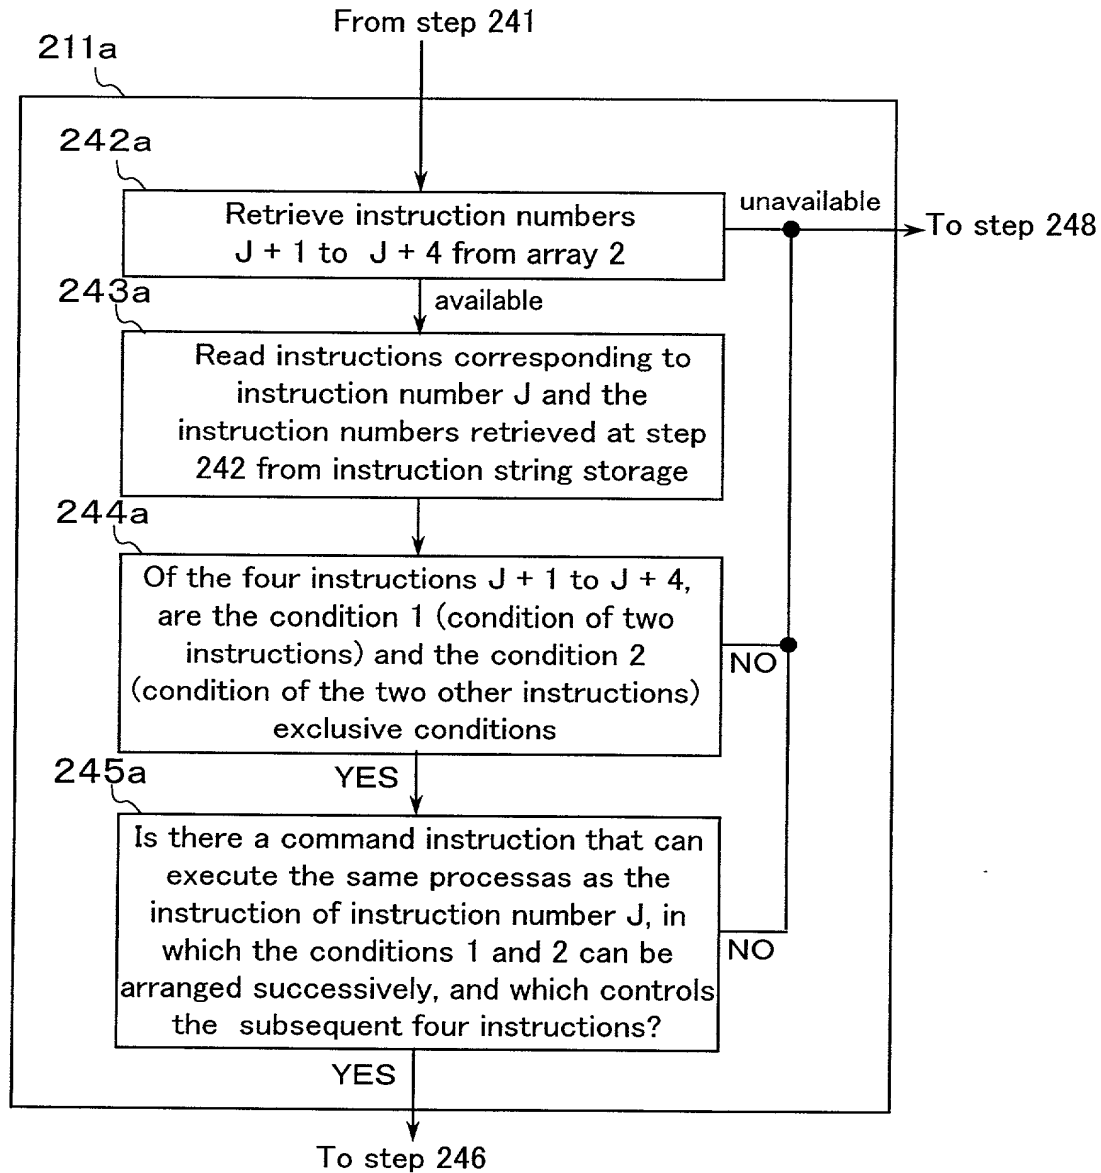 From step 241
211a
242a
Retrieve instruction numbers
J + 1 to J + 4 from array 2
unavailable
To step 248
243a
available
Read instructions corresponding to
instruction number J and the
instruction numbers retrieved at step
242 from instruction string storage
244a
Of the four instructions J + 1 to J + 4,
are the condition 1 (condition of two
instructions) and the condition 2
(condition of the two other instructions)
exclusive conditions
NO
245a
YES
Is there a command instruction that can
execute the same processas as the
instruction of instruction number J, in
which the conditions 1 and 2 can be
arranged successively, and which controls
the subsequent four instructions?
NO
YES
To step 246